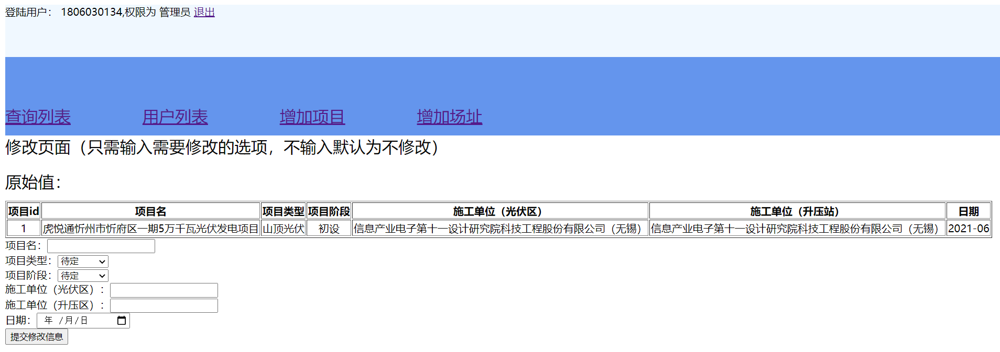 登陆用户： 1806030134,权限为 管理员 退出
查询列表 用户列表 增加项目 增加场址
修改页面（只需输入需要修改的选项，不输入默认为不修改）
原始值：
项目id 项目名 项目类型 项目阶段 施工单位（光伏区） 施工单位（升压站） 日期
1 虎悦通忻州市忻府区一期5万千瓦光伏发电项目 山顶光伏 初设 信息产业电子第十一设计研究院科技工程股份有限公司（无锡） 信息产业电子第十一设计研究院科技工程股份有限公司（无锡） 2021-06
项目名：
项目类型：待定
项目阶段：待定
施工单位（光伏区）：
施工单位（升压区）：
日期： 年 /月/日
提交修改信息